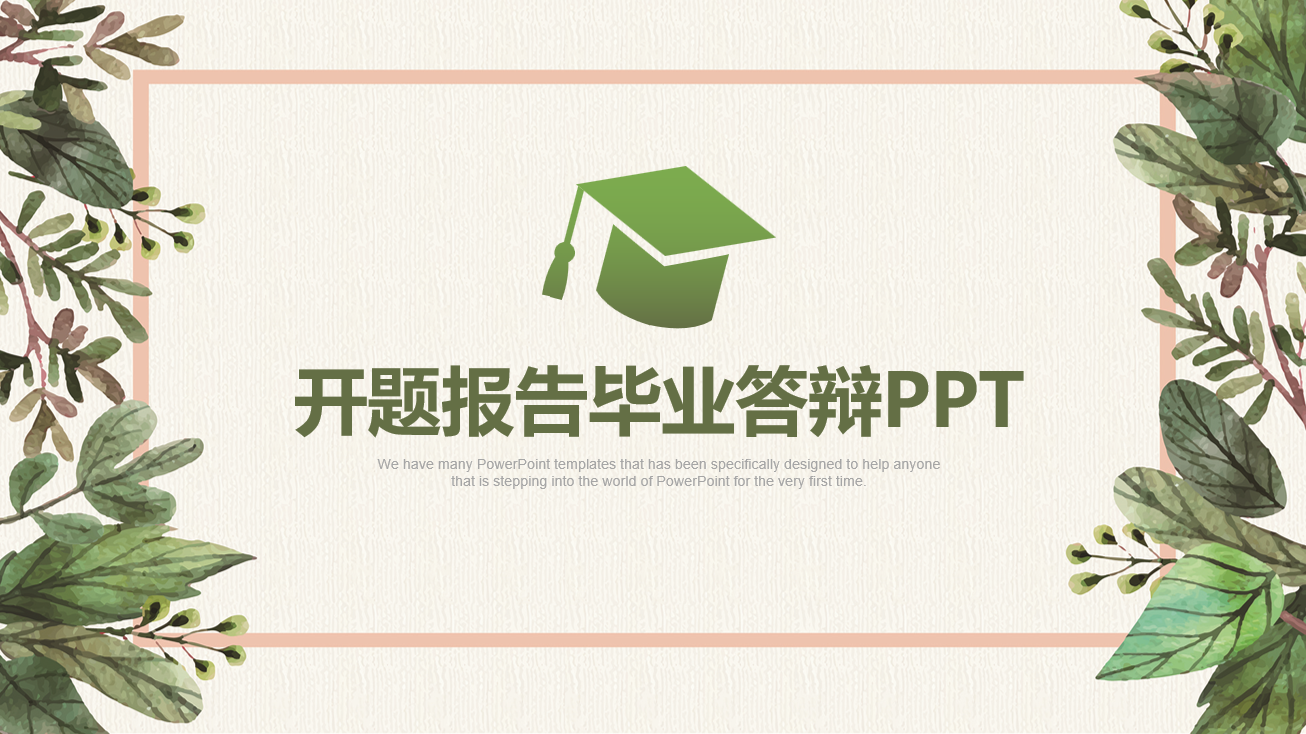 开题报告毕业答辩PPT
We have many PowerPoint templates that has been specifically designed to help anyone
that is stepping into the world of PowerPoint for the very first time.